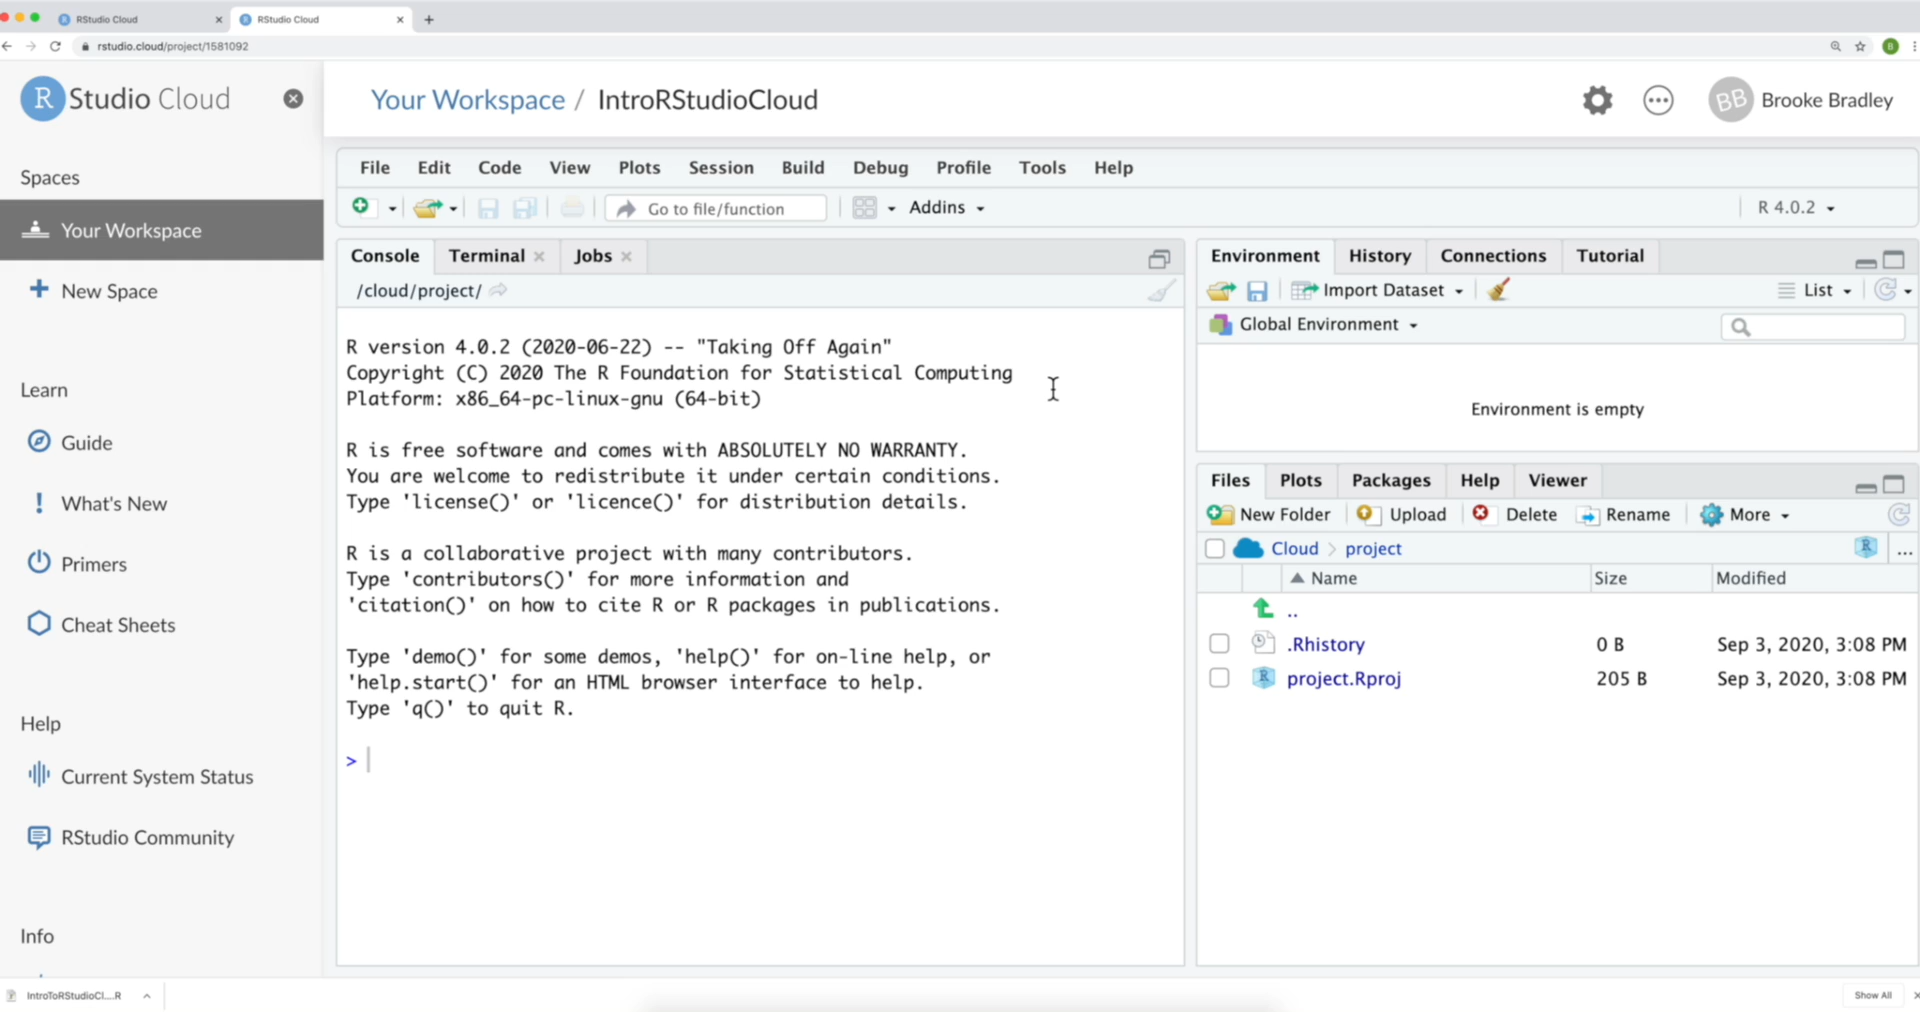 RStudio Cloud
RStudio Cloud
rstudio.cloud/project/1581092
B
R Studio Cloud
Your Workspace / IntroRStudioCloud
BB Brooke Bradley
Spaces
Your Workspace
New Space
Learn
Guide
What's New
Primers
Cheat Sheets
Help
Current System Status
RStudio Community
Info
File Edit Code View Plots Session Build Debug Profile Tools Help
Go to file/function
Addins
R 4.0.2
Console Terminal Jobs
/cloud/project/
R version 4.0.2 (2020-06-22) -- "Taking Off Again"
Copyright (C) 2020 The R Foundation for Statistical Computing
Platform: x86_64-pc-linux-gnu (64-bit)
R is free software and comes with ABSOLUTELY NO WARRANTY.
You are welcome to redistribute it under certain conditions.
Type 'license()' or 'licence()' for distribution details.
R is a collaborative project with many contributors.
Type 'contributors()' for more information and
'citation()' on how to cite R or R packages in publications.
Type 'demo()' for some demos, 'help()' for on-line help, or
'help.start()' for an HTML browser interface to help.
Type 'q()' to quit R.
>
Environment History Connections Tutorial
Import Dataset
List
Global Environment
Environment is empty
Files Plots Packages Help Viewer
New Folder Upload Delete Rename More
Cloud > project
R
...
Name Size Modified
..
.Rhistory 0 B Sep 3, 2020, 3:08 PM
R project.Rproj 205 B Sep 3, 2020, 3:08 PM
IntroToRStudioCl....R
Show All